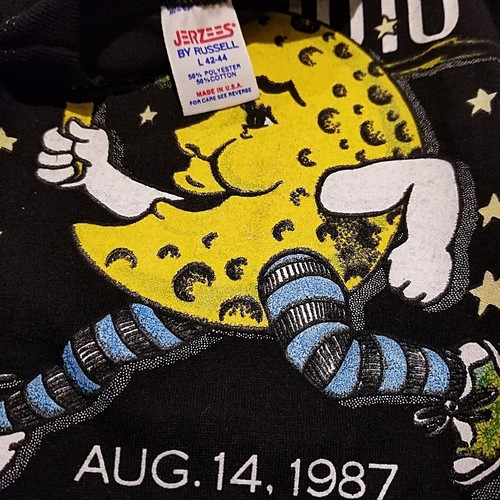 JERZEES
BY RUSSELL
L 42-44
50% POLYESTER
50% COTTON
MADE IN U.S.A.
FOR CARE SEE REVERSE
AUG. 14, 1987